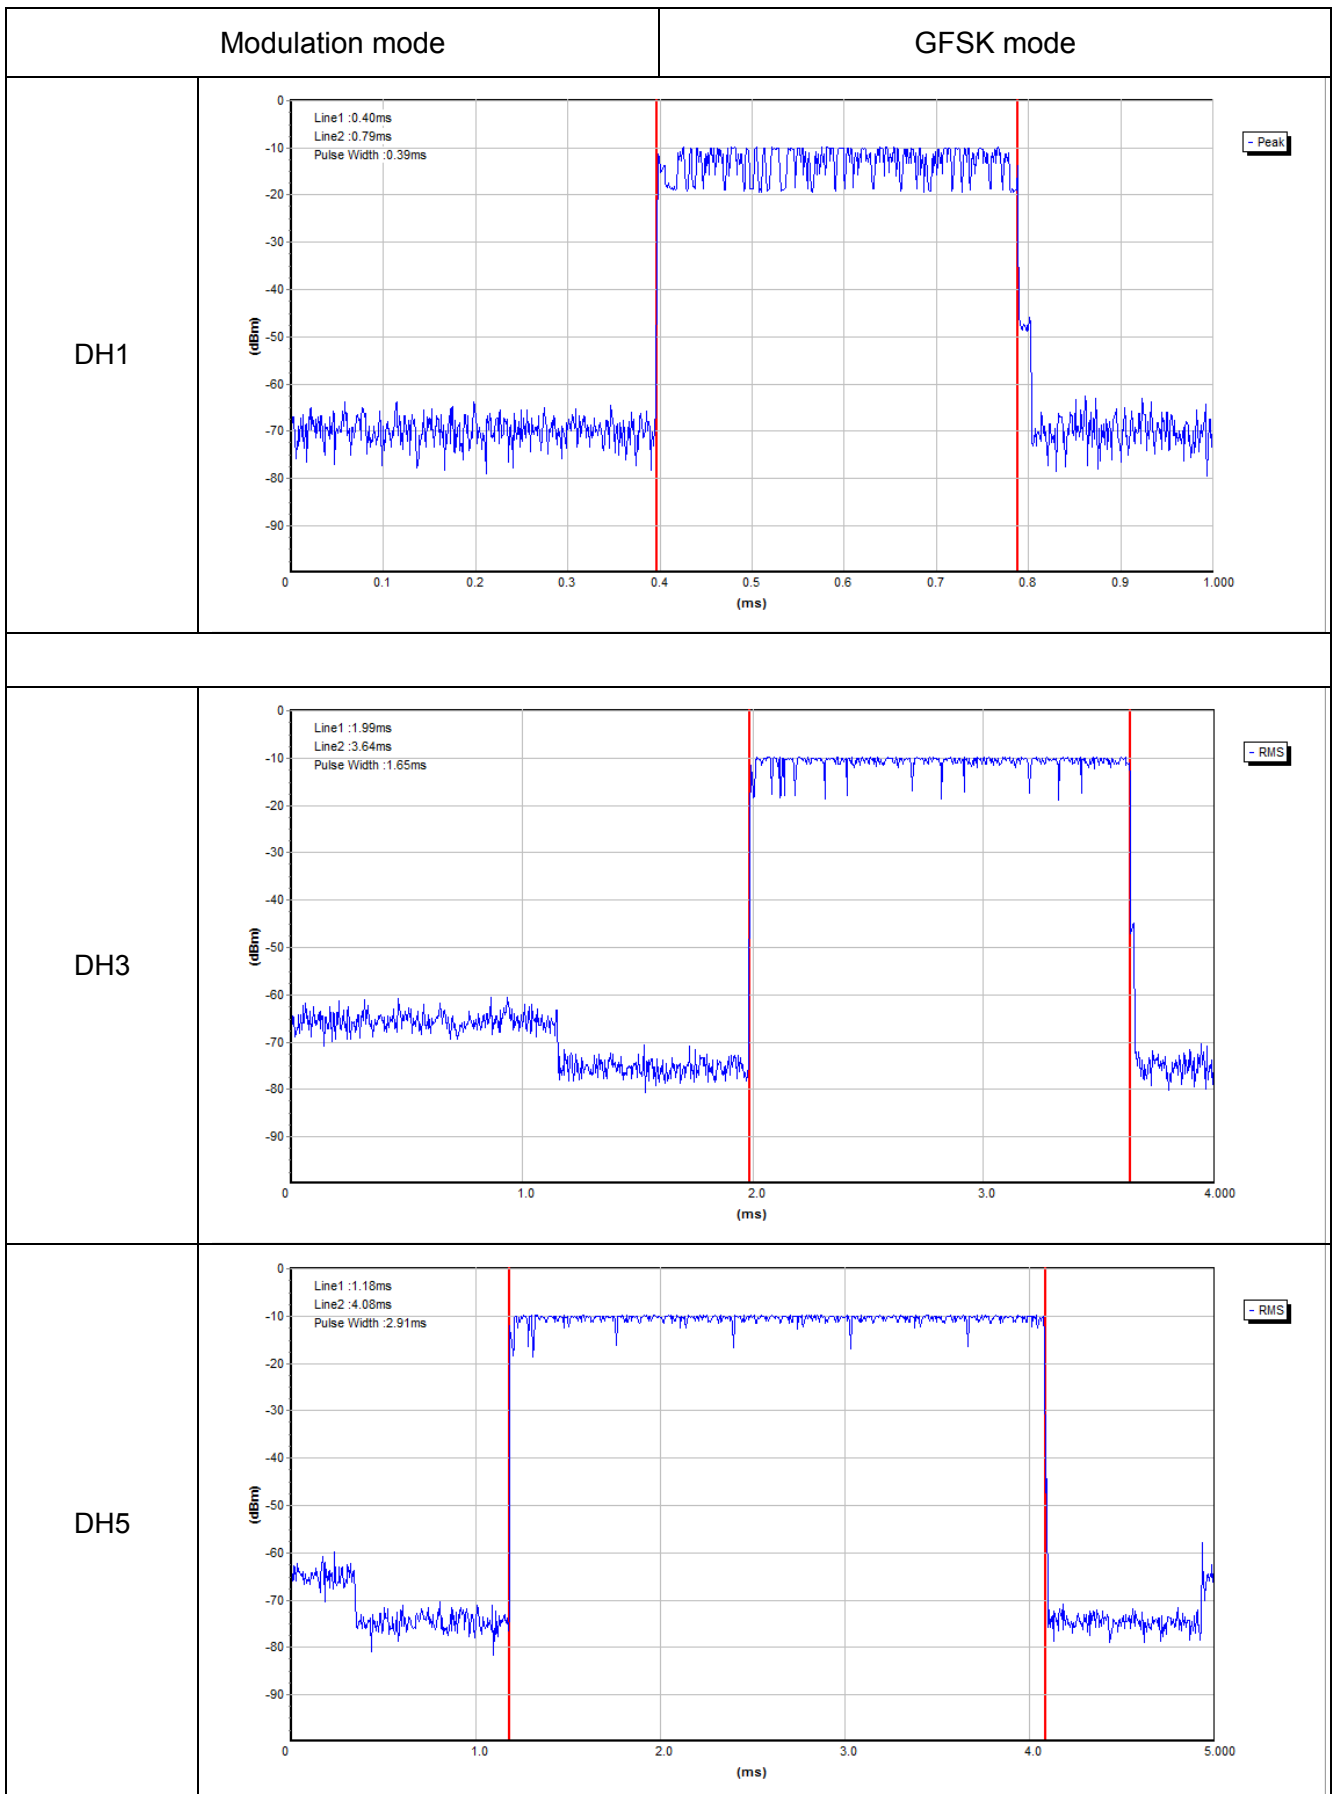 Modulation mode GFSK mode
DH1
Line1 :0.40ms
Line2 :0.79ms
Pulse Width :0.39ms
- Peak
0
-10
-20
-30
-40
-50
-60
-70
-80
-90
(dBm)
0 0.1 0.2 0.3 0.4 0.5 0.6 0.7 0.8 0.9 1.000
(ms)
DH3
Line1 :1.99ms
Line2 :3.64ms
Pulse Width :1.65ms
- RMS
0
-10
-20
-30
-40
-50
-60
-70
-80
-90
(dBm)
0 1.0 2.0 3.0 4.000
(ms)
DH5
Line1 :1.18ms
Line2 :4.08ms
Pulse Width :2.91ms
- RMS
0
-10
-20
-30
-40
-50
-60
-70
-80
-90
(dBm)
0 1.0 2.0 3.0 4.0 5.000
(ms)